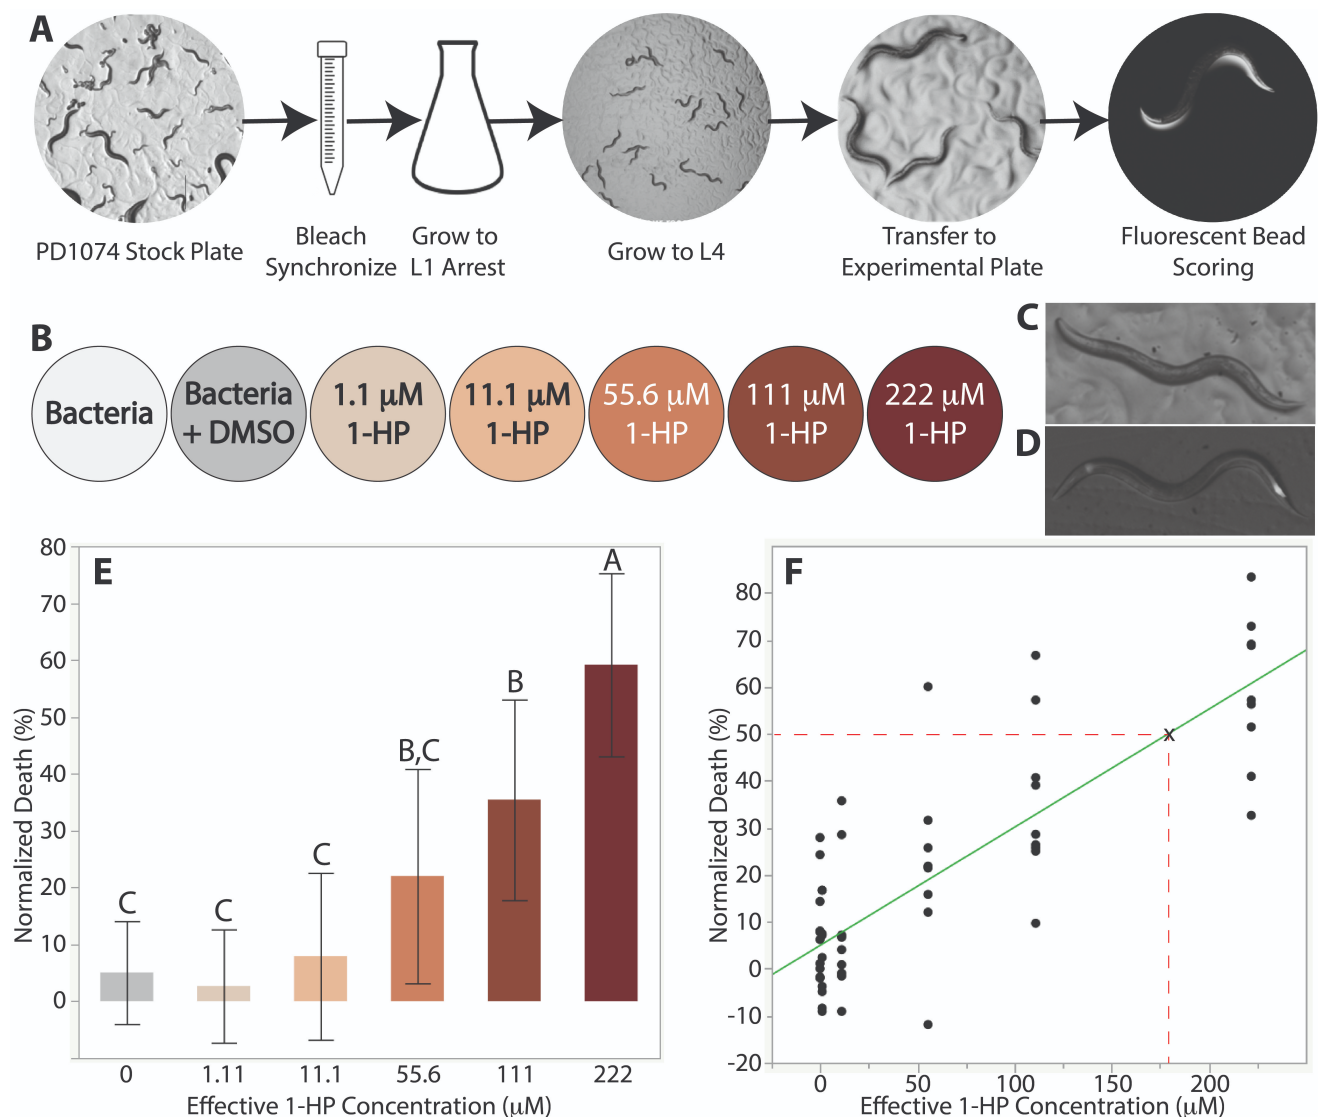 A
PD1074 Stock Plate
Bleach
Synchronize
Grow to
L1 Arrest
Grow to L4
Transfer to
Experimental Plate
Fluorescent Bead
Scoring
B
Bacteria
Bacteria
+ DMSO
1.1 μM
1-HP
11.1 μM
1-HP
55.6 μM
1-HP
111 μM
1-HP
222 μM
1-HP
C
D
E
Normalized Death (%)
80
70
60
50
40
30
20
10
0
C
C
C
B,C
B
A
0
1.11
11.1
55.6
111
222
Effective 1-HP Concentration (μM)
F
Normalized Death (%)
80
70
60
50
40
30
20
10
0
-10
-20
x
0
50
100
150
200
Effective 1-HP Concentration (μM)